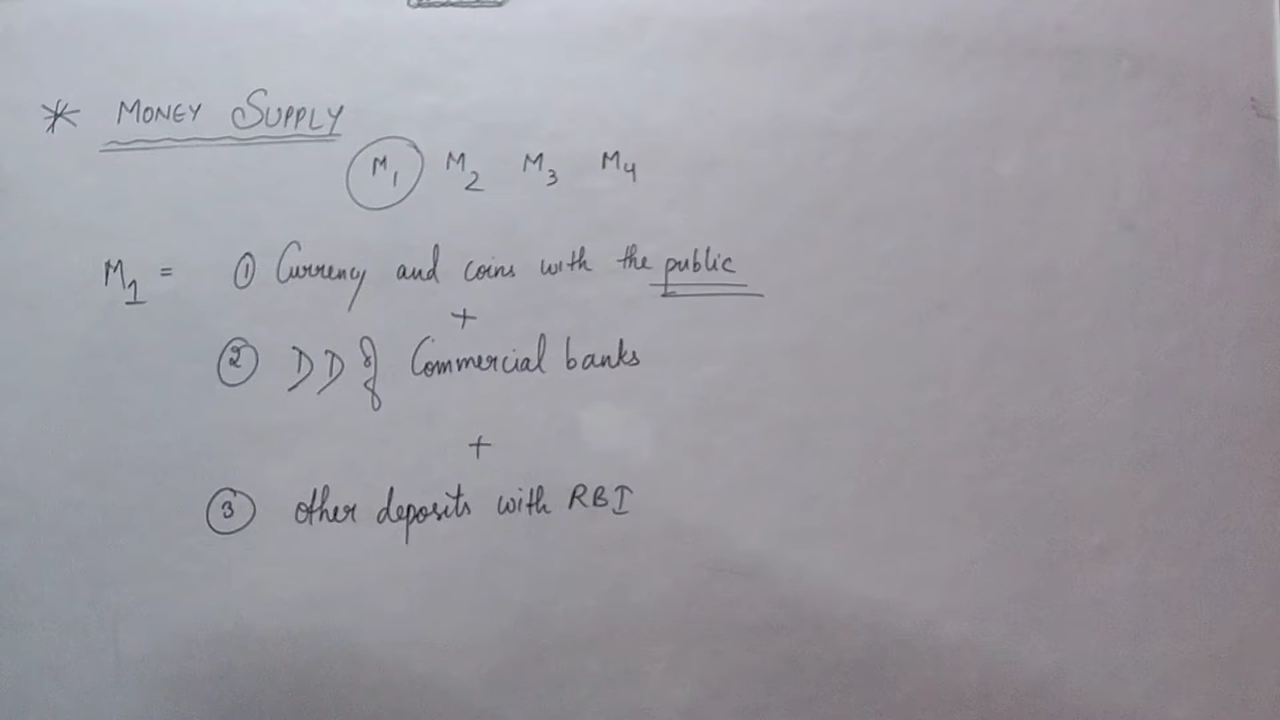 * MONEY SUPPLY
M1 M2 M3 M4
M1 = ① Currency and coins with the public
+
② DD of Commercial banks
+
③ other deposits with RBI